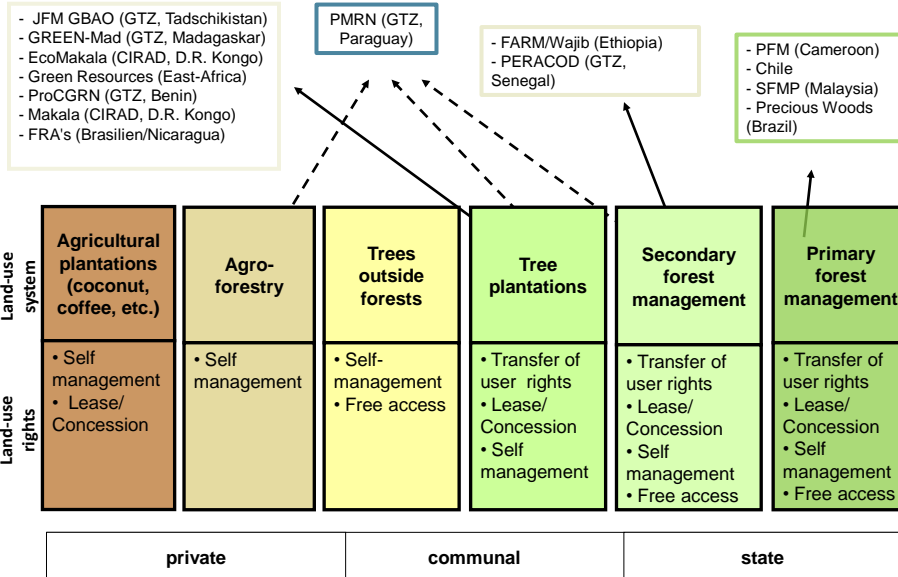 - JFM GBAO (GTZ, Tadschikistan)
- GREEN-Mad (GTZ, Madagaskar)
- EcoMakala (CIRAD, D.R. Kongo)
- Green Resources (East-Africa)
- ProCGRN (GTZ, Benin)
- Makala (CIRAD, D.R. Kongo)
- FRA's (Brasilien/Nicaragua)
PMRN (GTZ,
Paraguay)
- FARM/Wajib (Ethiopia)
- PERACOD (GTZ,
Senegal)
- PFM (Cameroon)
- Chile
- SFMP (Malaysia)
- Precious Woods
(Brazil)
Land-use
system
Agricultural
plantations
(coconut,
coffee, etc.)
Agro-
forestry
Trees
outside
forests
Tree
plantations
Secondary
forest
management
Primary
forest
management
Land-use
rights
• Self
management
• Lease/
Concession
• Self
management
• Self-
management
• Free access
• Transfer of
user rights
• Lease/
Concession
• Self
management
• Transfer of
user rights
• Lease/
Concession
• Self
management
• Free access
• Transfer of
user rights
• Lease/
Concession
• Self
management
• Free access
private
communal
state